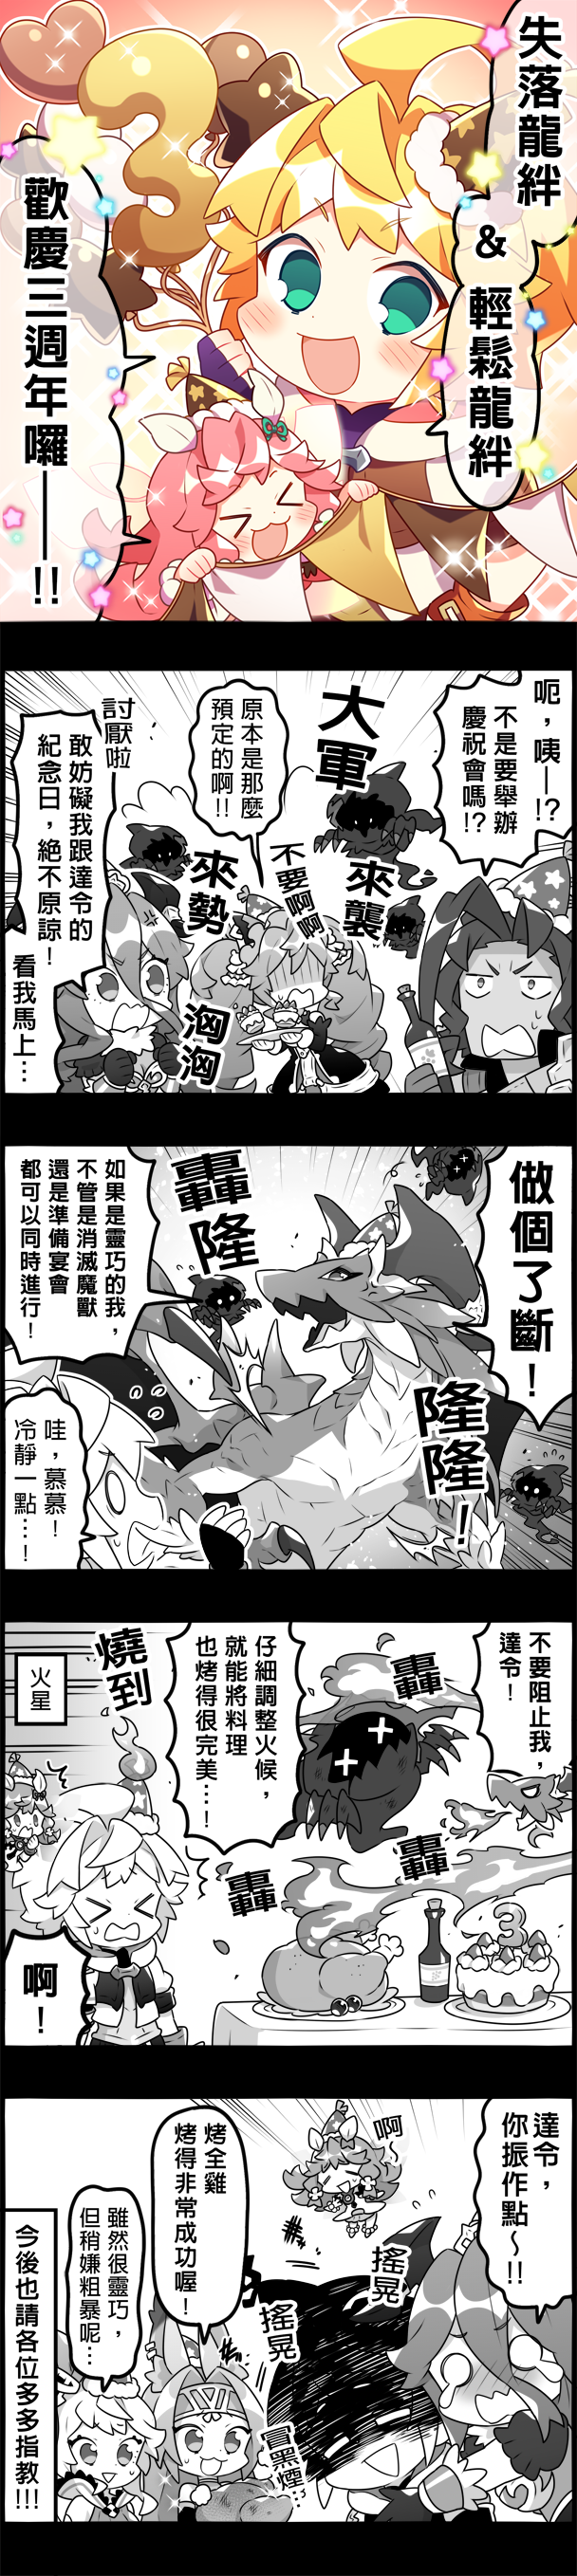 失落龍絆
&
輕鬆龍絆
歡慶三週年囉——!!
3
呃,咦—!?
不是要舉辦
慶祝會嗎!?
大軍
來襲
原本是那麼
預定的啊!!
不要啊啊
來勢
洶洶
討厭啦
敢妨礙我跟達令的
紀念日,絕不原諒!
看我馬上…
做個了斷!
轟隆
隆隆!
如果是靈巧的我,
不管是消滅魔獸
還是準備宴會
都可以同時進行!
哇,慕慕!
冷靜一點…!
不要阻止我,
達令!
轟
轟
轟
仔細調整火候,
就能將料理
也烤得很完美…!
3
燒到
火星
啊!
達令,
你振作點~!!
啊~
搖晃
搖晃
冒黑煙…
烤全雞
烤得非常成功喔!
雖然很靈巧,
但稍嫌粗暴呢…
今後也請各位多多指教!!!